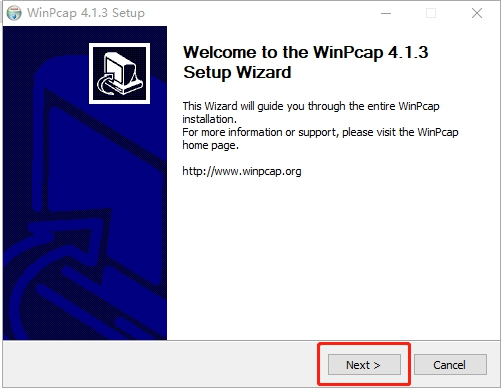 WinPcap 4.1.3 Setup
Welcome to the WinPcap 4.1.3
Setup Wizard
This Wizard will guide you through the entire WinPcap
installation.
For more information or support, please visit the WinPcap
home page.
http://www.winpcap.org
Next >
Cancel